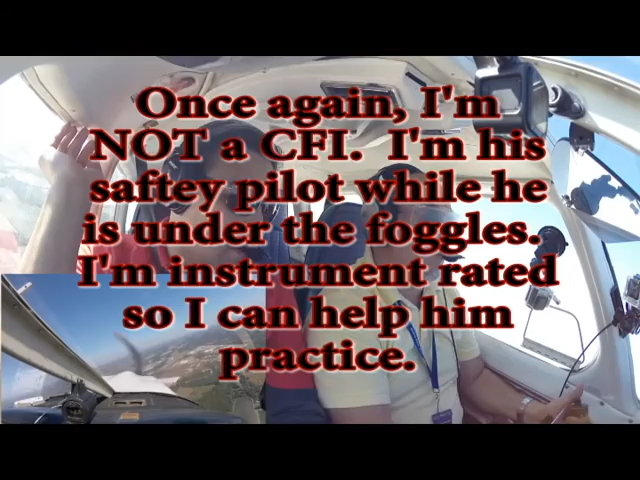 Once again, I'm
NOT a CFI.  I'm his
saftey pilot while he
is under the foggles.
I'm instrument rated
so I can help him
practice.